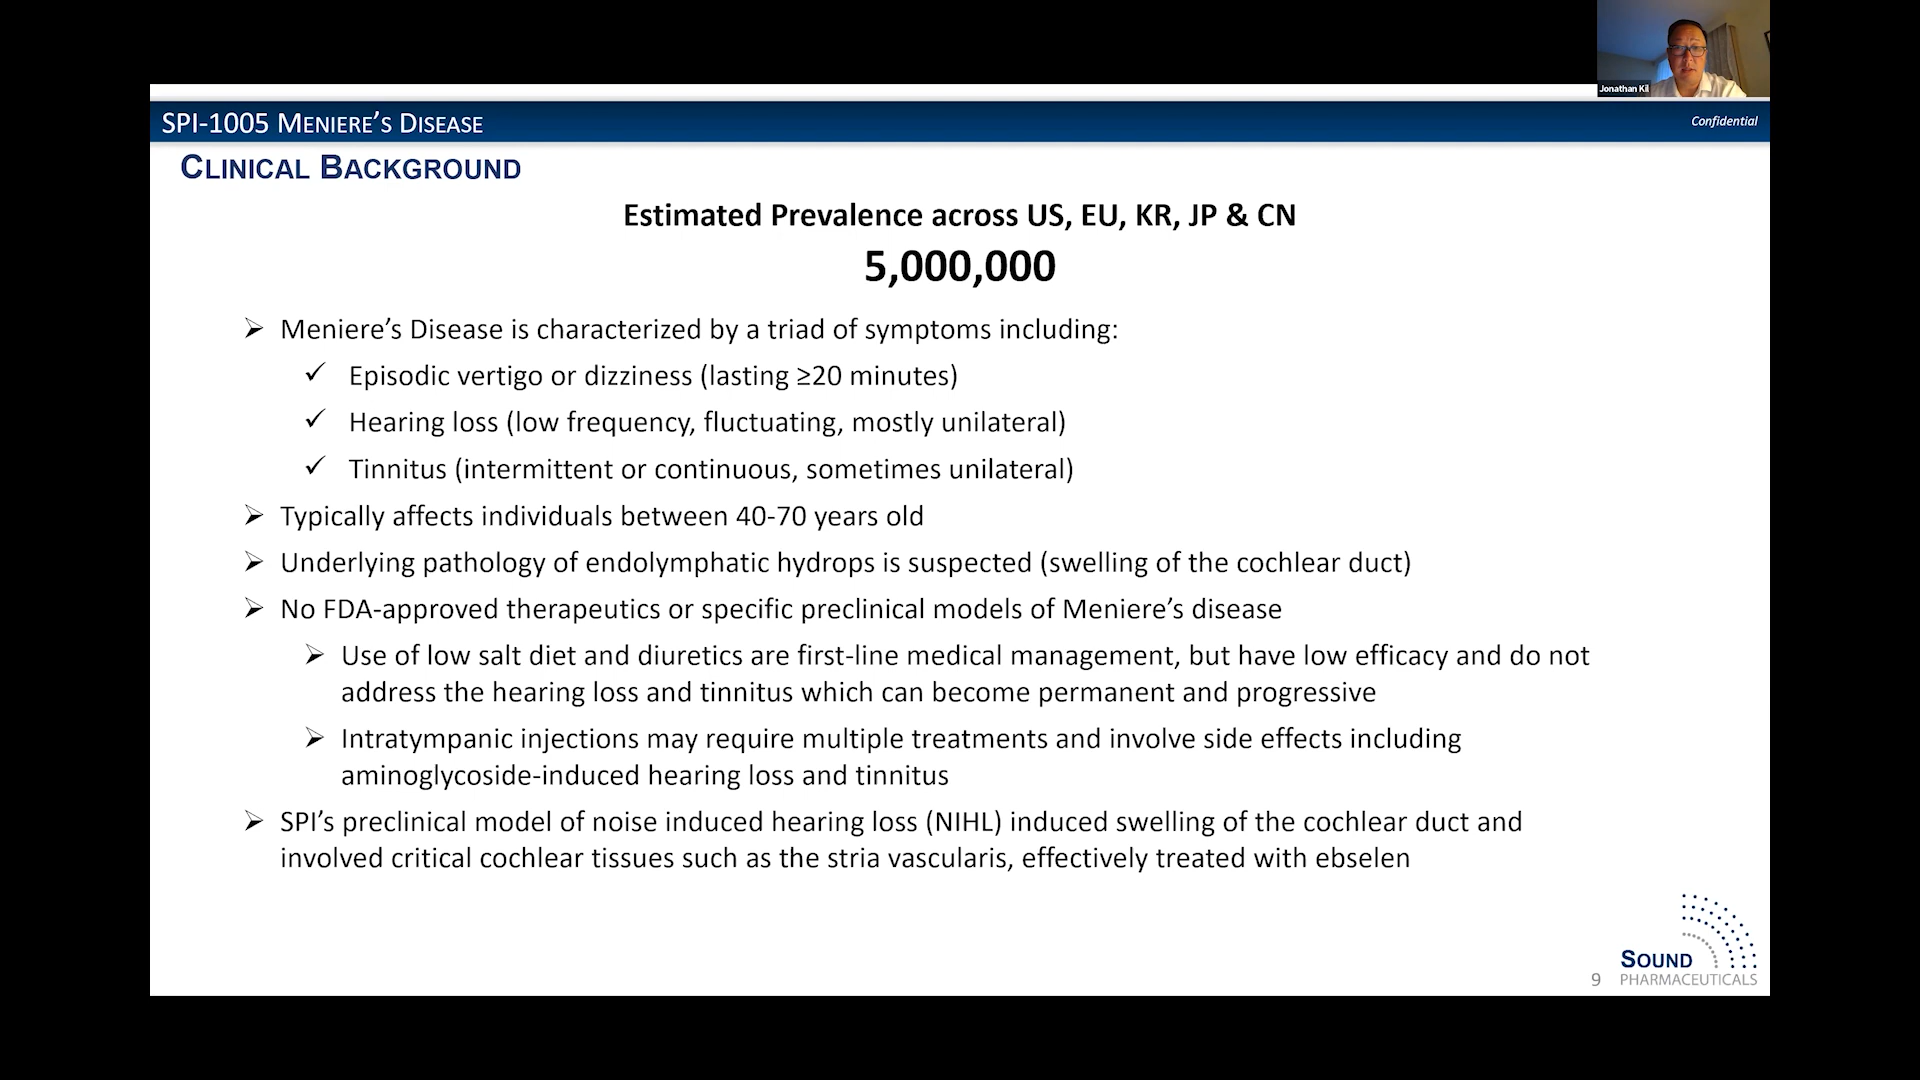 Jonathan Kil
SPI-1005 MENIERE’S DISEASE
Confidential
CLINICAL BACKGROUND
Estimated Prevalence across US, EU, KR, JP & CN
5,000,000
➢ Meniere’s Disease is characterized by a triad of symptoms including:
✓ Episodic vertigo or dizziness (lasting ≥20 minutes)
✓ Hearing loss (low frequency, fluctuating, mostly unilateral)
✓ Tinnitus (intermittent or continuous, sometimes unilateral)
➢ Typically affects individuals between 40-70 years old
➢ Underlying pathology of endolymphatic hydrops is suspected (swelling of the cochlear duct)
➢ No FDA-approved therapeutics or specific preclinical models of Meniere’s disease
➢ Use of low salt diet and diuretics are first-line medical management, but have low efficacy and do not
address the hearing loss and tinnitus which can become permanent and progressive
➢ Intratympanic injections may require multiple treatments and involve side effects including
aminoglycoside-induced hearing loss and tinnitus
➢ SPI’s preclinical model of noise induced hearing loss (NIHL) induced swelling of the cochlear duct and
involved critical cochlear tissues such as the stria vascularis, effectively treated with ebselen
9
SOUND
PHARMACEUTICALS